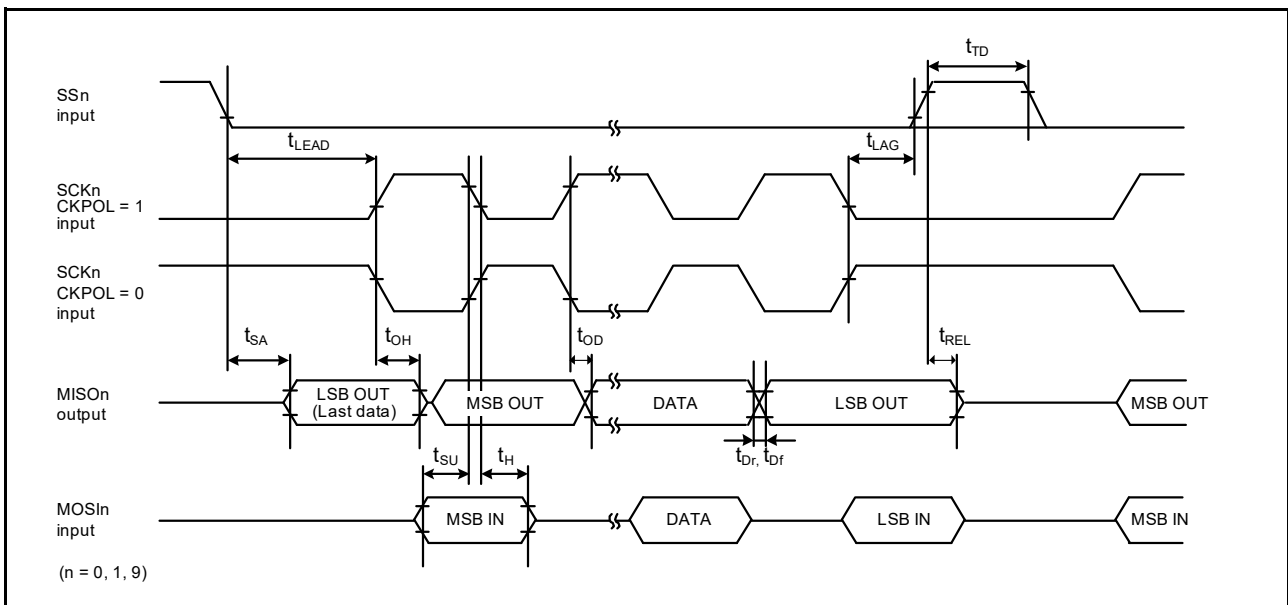 SSn
input
tTD
tLEAD
tLAG
SCKn
CKPOL = 1
input
SCKn
CKPOL = 0
input
tSA
tOH
tOD
tREL
MISOn
output
LSB OUT
(Last data)
MSB OUT
DATA
LSB OUT
MSB OUT
tSU
tH
tDr, tDf
MOSIn
input
MSB IN
DATA
LSB IN
MSB IN
(n = 0, 1, 9)